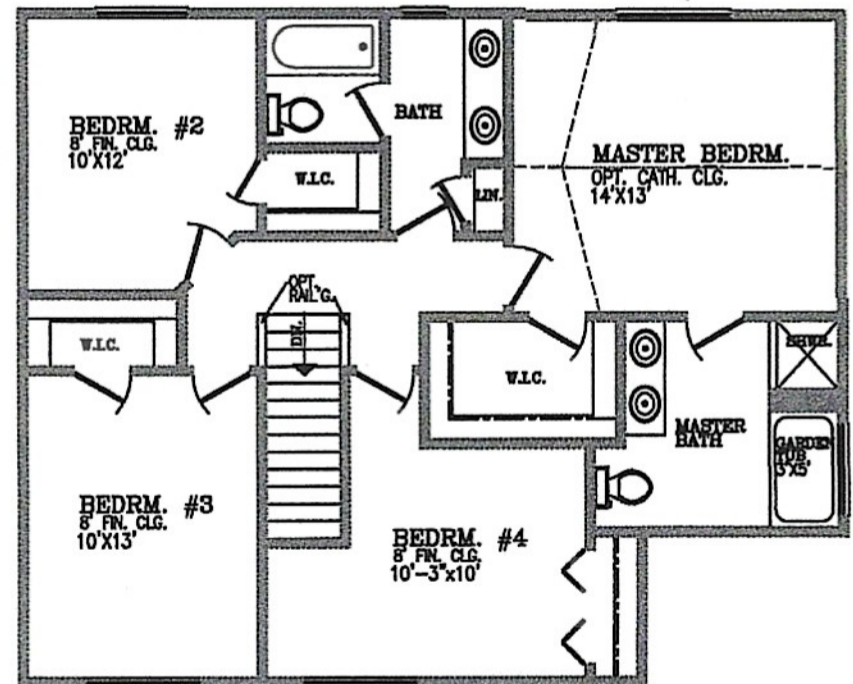 BEDRM. #2
8' FIN. CLG.
10'X12'
BATH
W.I.C.
LIN.
MASTER BEDRM.
OPT. CATH. CLG.
14'X13'
OPT.
RAIL'G.
DN.
W.I.C.
W.I.C.
SHWR.
MASTER
BATH
GARDEN
TUB
3'X5'
BEDRM. #3
8' FIN. CLG.
10'X13'
BEDRM. #4
8' FIN. CLG.
10'-3"x10'